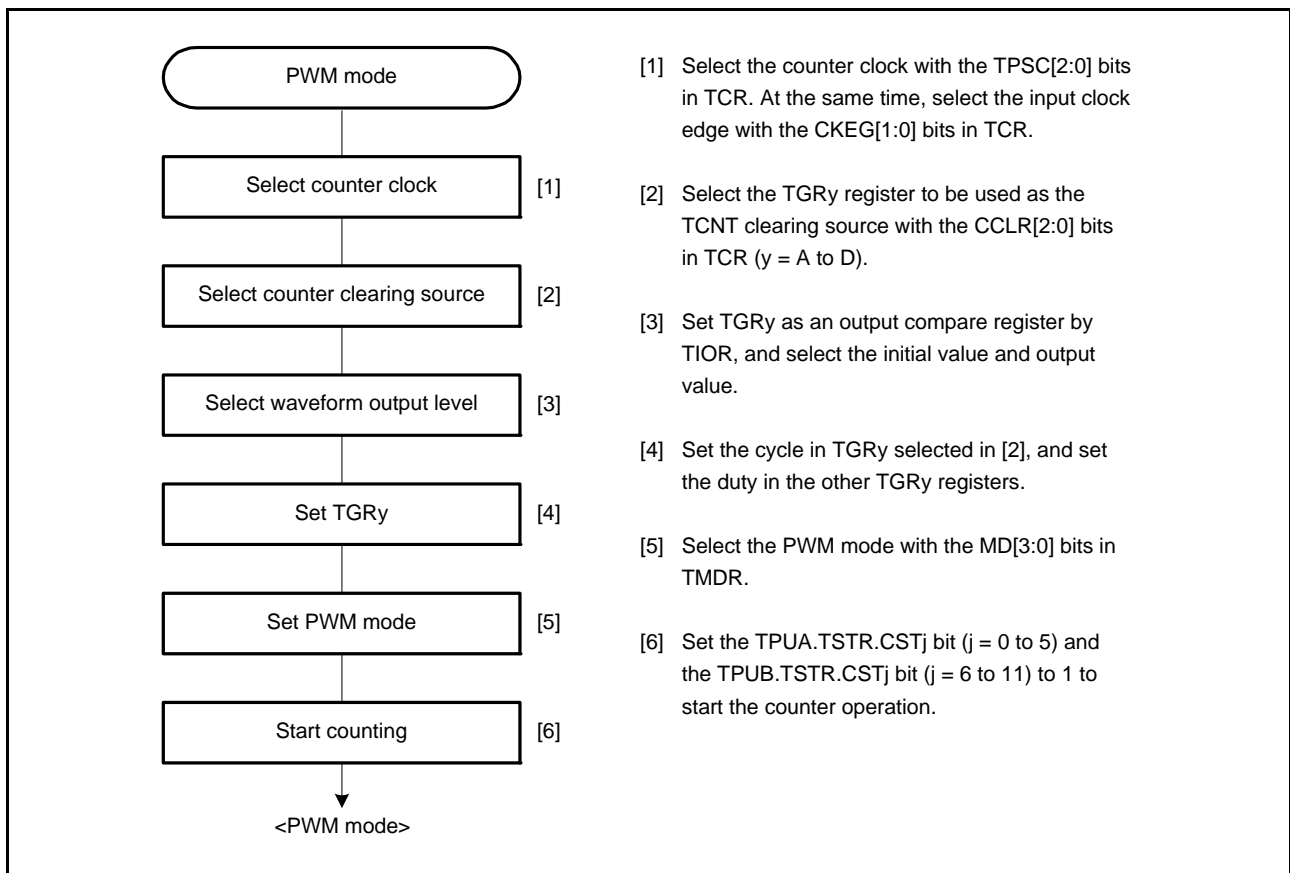 PWM mode
Select counter clock [1]
Select counter clearing source [2]
Select waveform output level [3]
Set TGRy [4]
Set PWM mode [5]
Start counting [6]
<PWM mode>
[1] Select the counter clock with the TPSC[2:0] bits
in TCR. At the same time, select the input clock
edge with the CKEG[1:0] bits in TCR.
[2] Select the TGRy register to be used as the
TCNT clearing source with the CCLR[2:0] bits
in TCR (y = A to D).
[3] Set TGRy as an output compare register by
TIOR, and select the initial value and output
value.
[4] Set the cycle in TGRy selected in [2], and set
the duty in the other TGRy registers.
[5] Select the PWM mode with the MD[3:0] bits in
TMDR.
[6] Set the TPUA.TSTR.CSTj bit (j = 0 to 5) and
the TPUB.TSTR.CSTj bit (j = 6 to 11) to 1 to
start the counter operation.